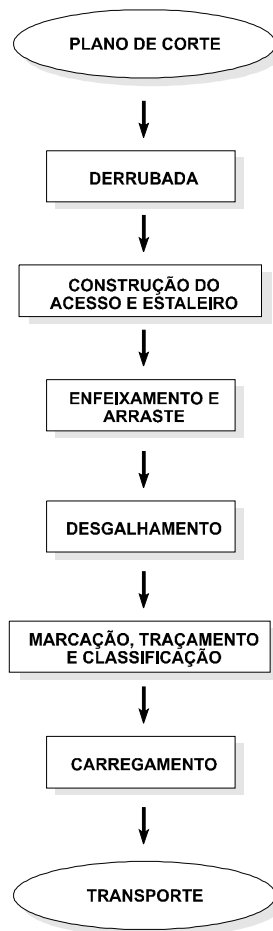 PLANO DE CORTE
DERRUBADA
CONSTRUÇÃO DO
ACESSO E ESTALEIRO
ENFEIXAMENTO E
ARRASTE
DESGALHAMENTO
MARCAÇÃO, TRAÇAMENTO
E CLASSIFICAÇÃO
CARREGAMENTO
TRANSPORTE